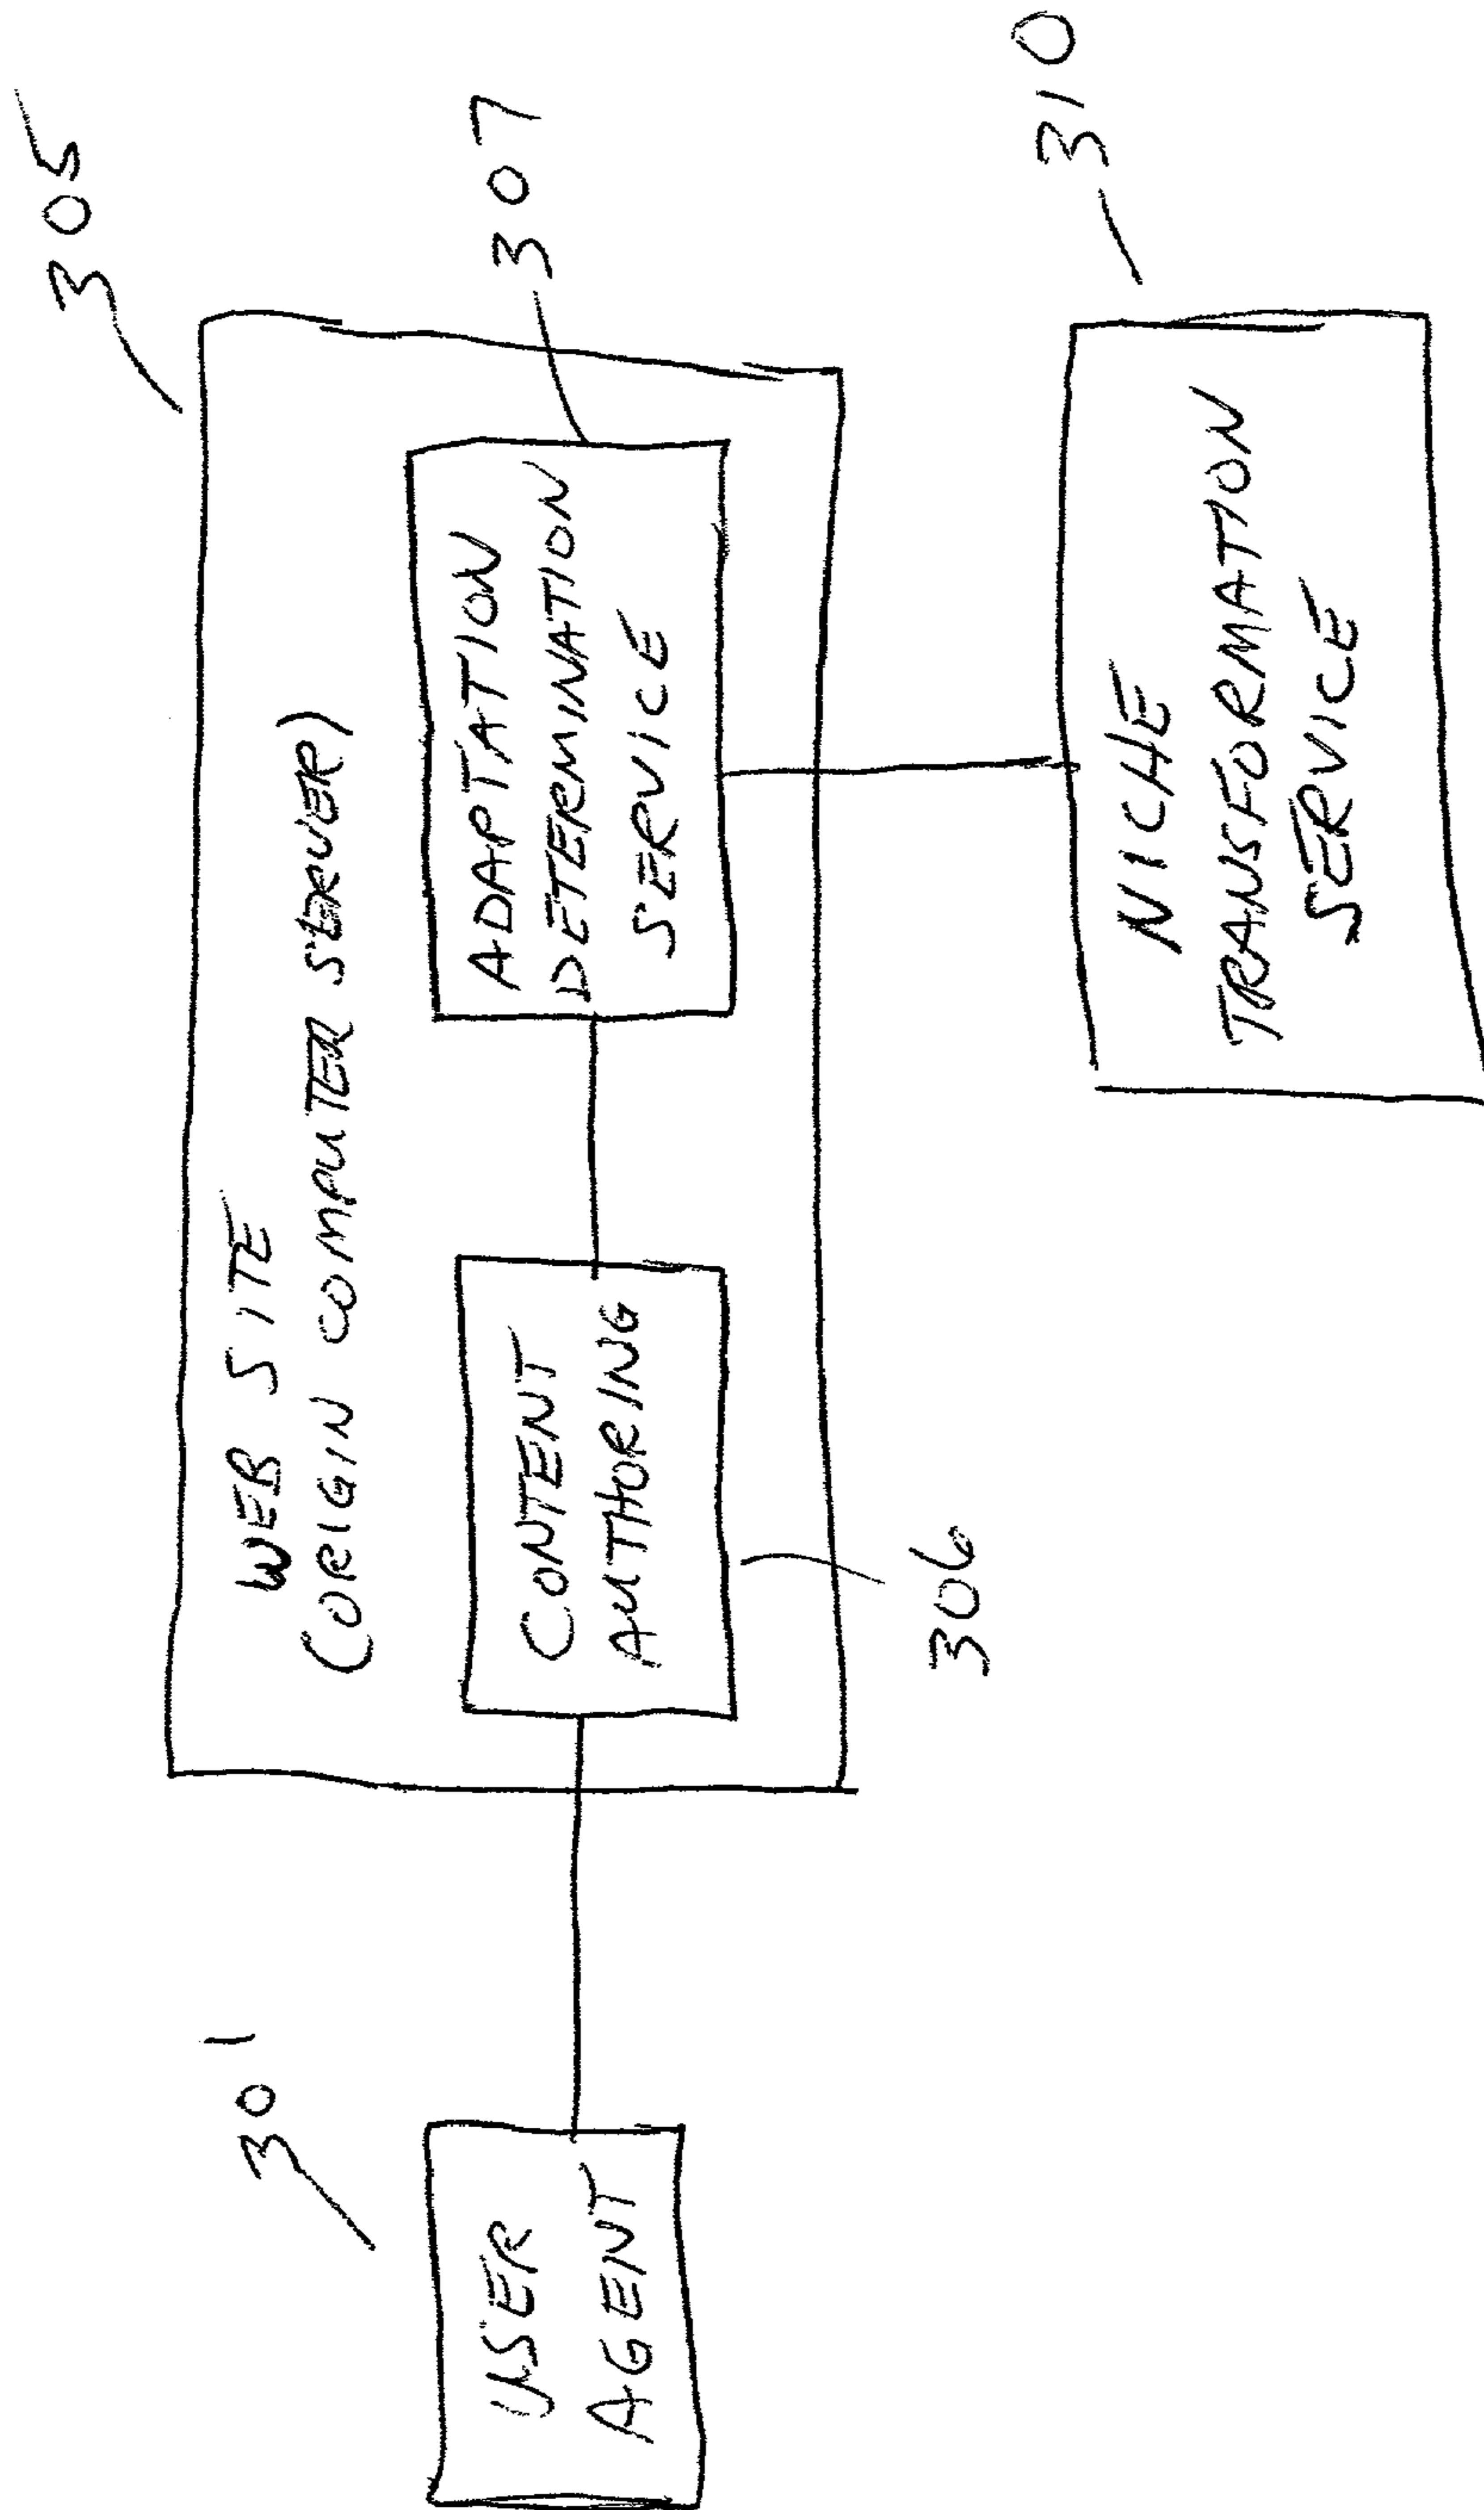 305
WEB SITE
(ORIGIN COMPUTER SERVER)
301
307
USER
AGENT
CONTENT
AUTHORING
ADAPTATION
DETERMINATION
SERVICE
306
310
NICHE
TRANSFORMATION
SERVICE